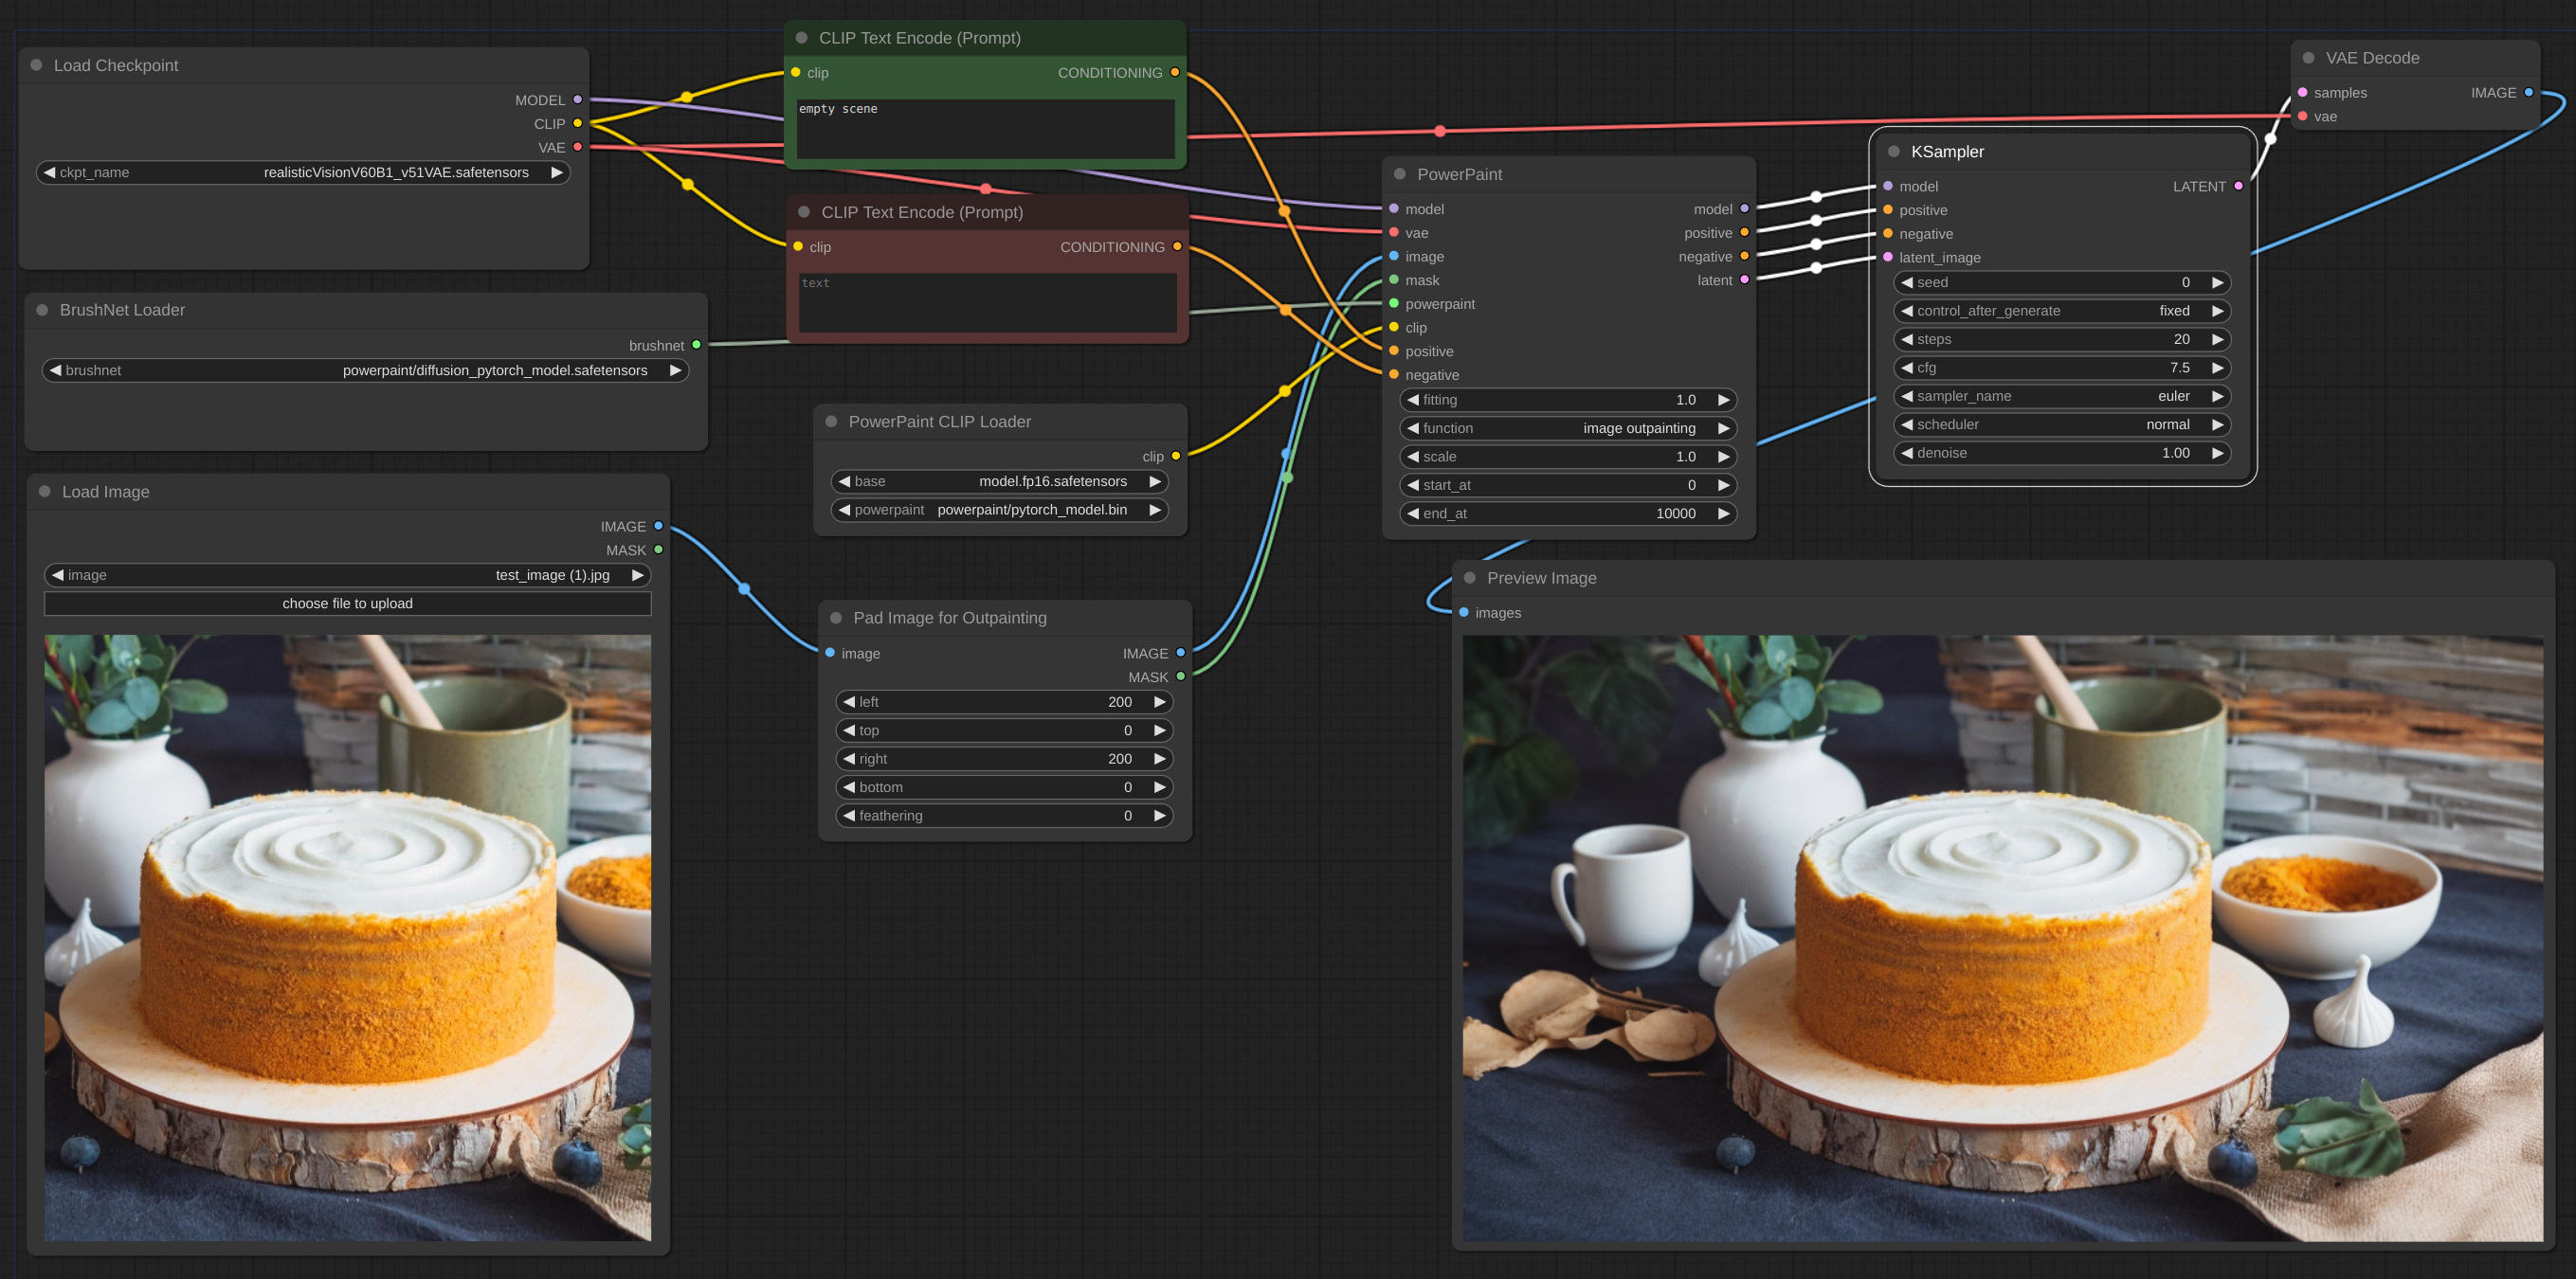 Load Checkpoint
MODEL
CLIP
VAE
ckpt_name realisticVisionV60B1_v51VAE.safetensors
BrushNet Loader
brushnet
brushnet powerpaint/diffusion_pytorch_model.safetensors
Load Image
IMAGE
MASK
image test_image (1).jpg
choose file to upload
CLIP Text Encode (Prompt)
clip CONDITIONING
empty scene
CLIP Text Encode (Prompt)
clip CONDITIONING
text
PowerPaint CLIP Loader
clip
base model.fp16.safetensors
powerpaint powerpaint/pytorch_model.bin
Pad Image for Outpainting
image IMAGE
MASK
left 200
top 0
right 200
bottom 0
feathering 0
PowerPaint
model model
vae positive
image negative
mask latent
powerpaint
clip
positive
negative
fitting 1.0
function image outpainting
scale 1.0
start_at 0
end_at 10000
KSampler
model LATENT
positive
negative
latent_image
seed 0
control_after_generate fixed
steps 20
cfg 7.5
sampler_name euler
scheduler normal
denoise 1.00
VAE Decode
samples IMAGE
vae
Preview Image
images